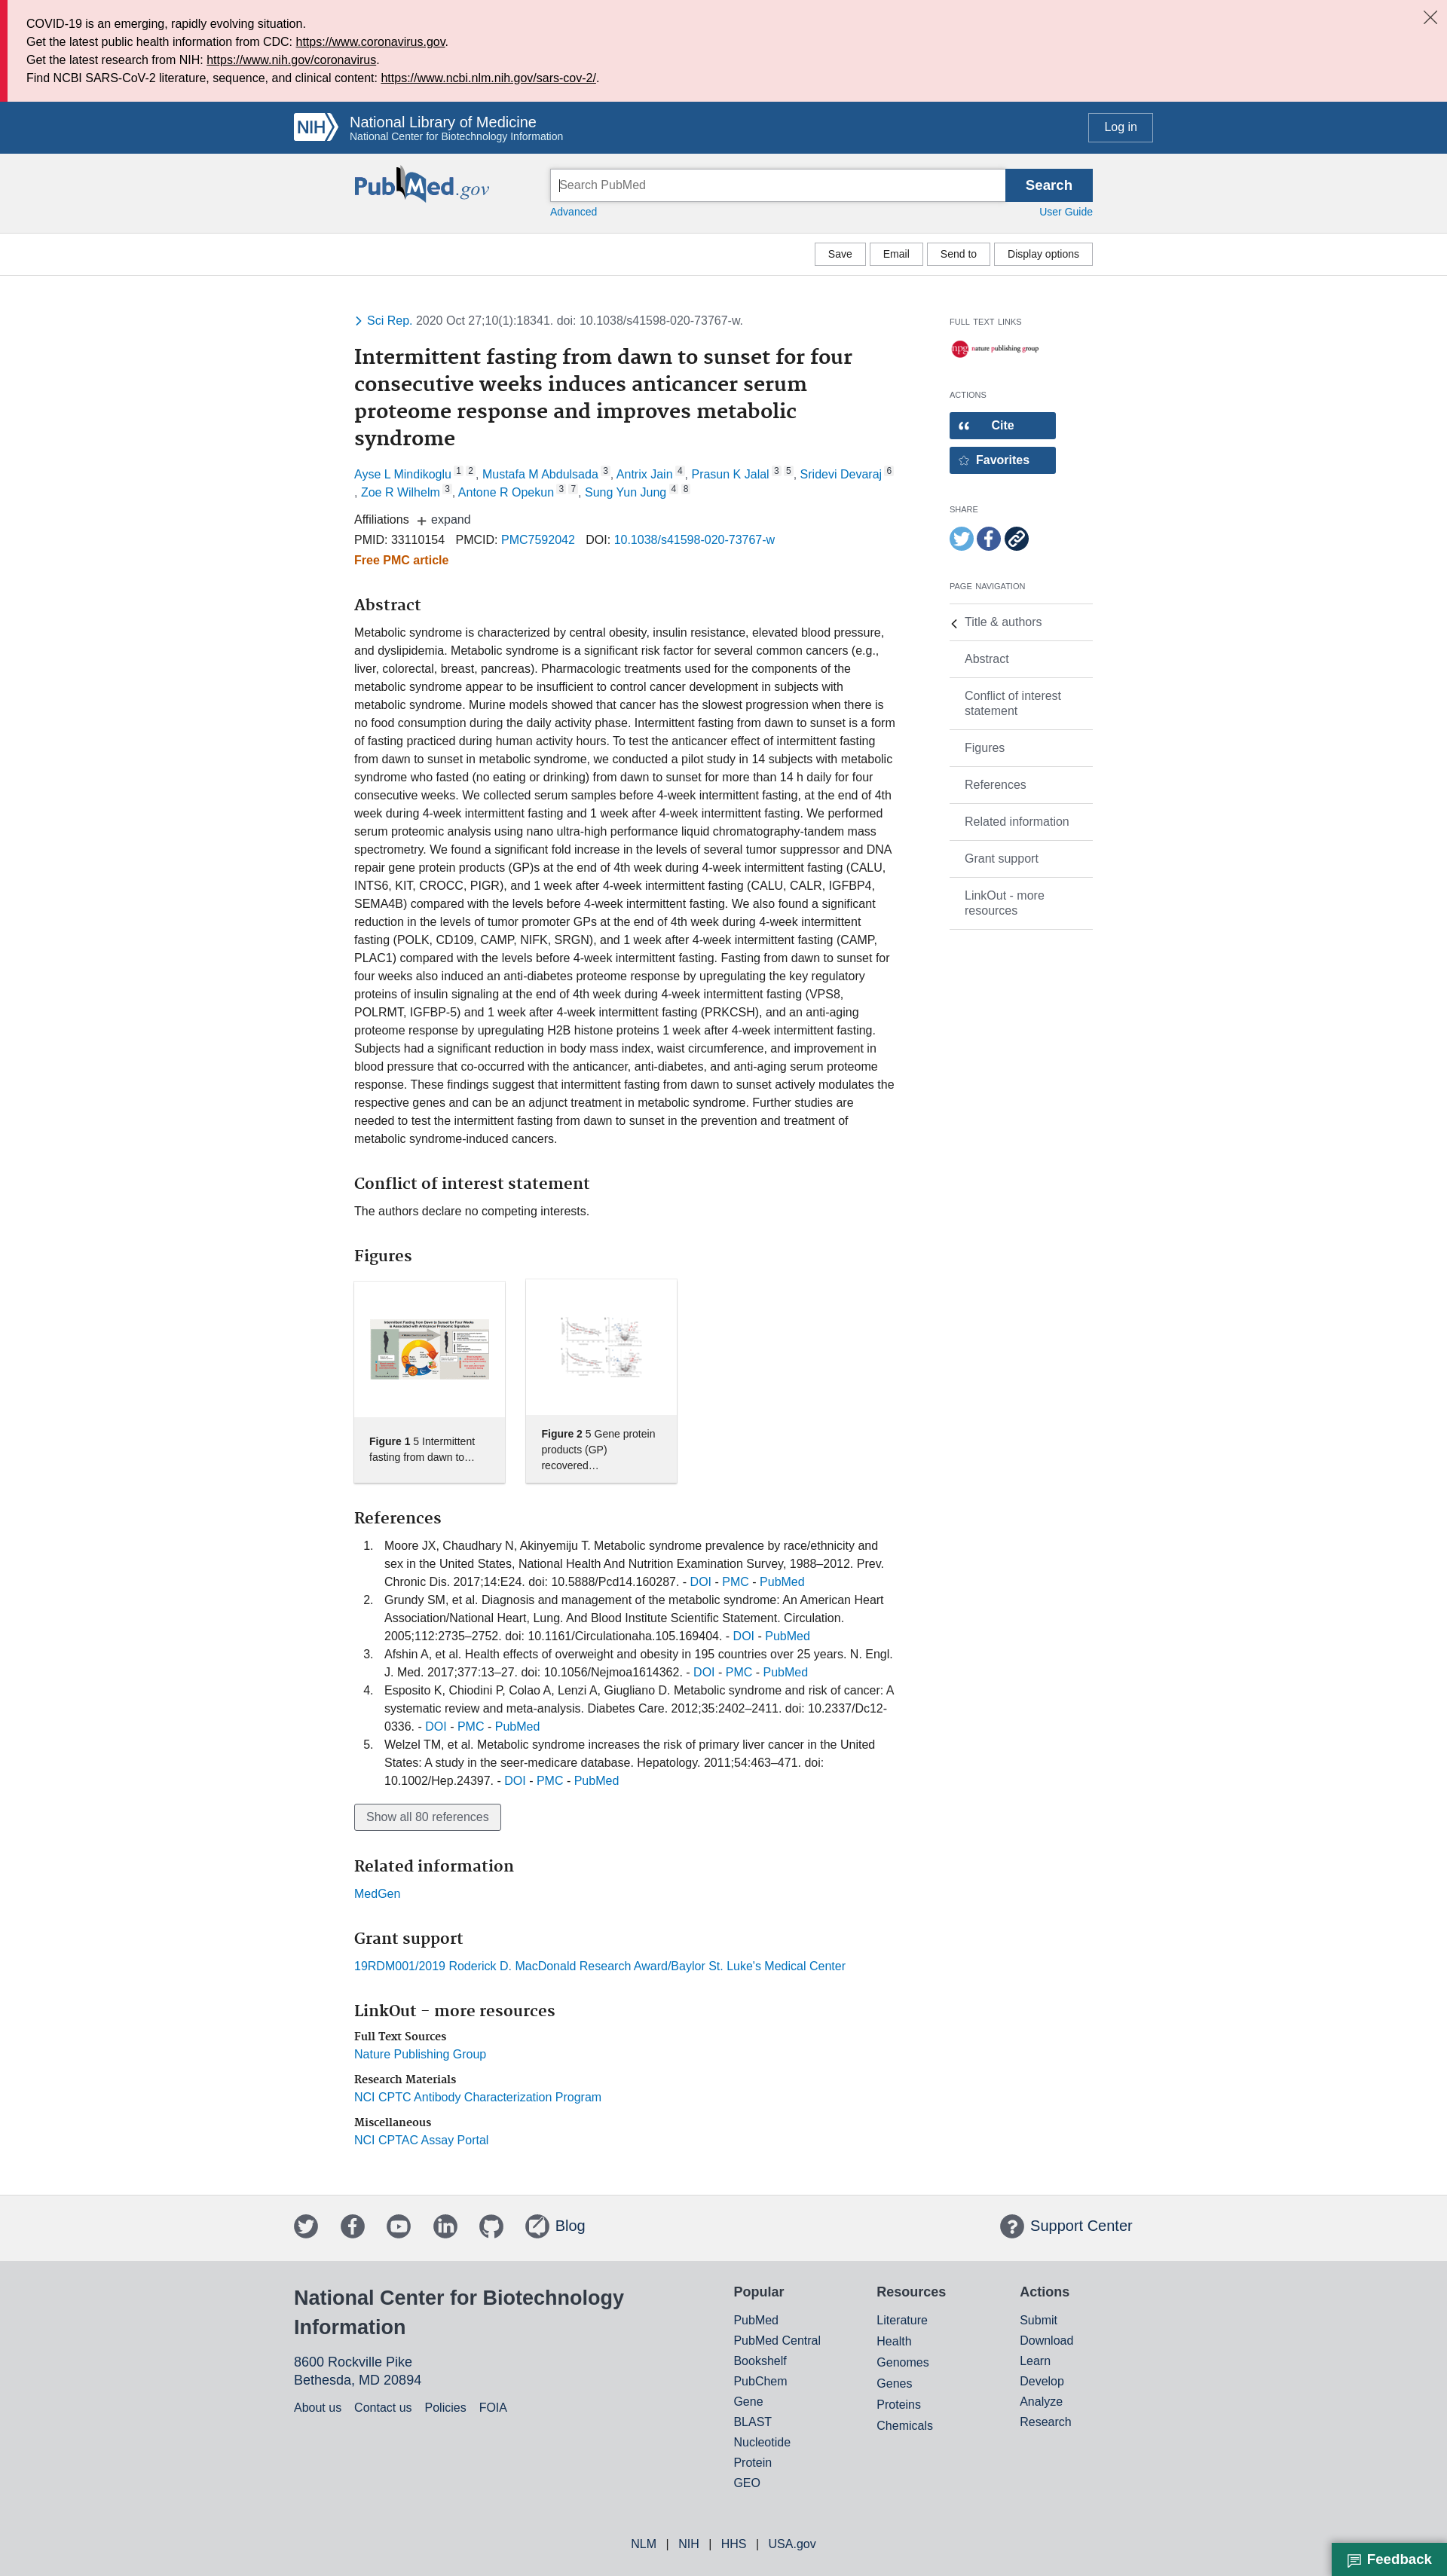 COVID-19 is an emerging, rapidly evolving situation.
Get the latest public health information from CDC: https://www.coronavirus.gov.
Get the latest research from NIH: https://www.nih.gov/coronavirus.
Find NCBI SARS-CoV-2 literature, sequence, and clinical content: https://www.ncbi.nlm.nih.gov/sars-cov-2/.
NIH National Library of Medicine
National Center for Biotechnology Information
Log in
PubMed.gov
Search PubMed
Search
Advanced
User Guide
Save
Email
Send to
Display options
Sci Rep. 2020 Oct 27;10(1):18341. doi: 10.1038/s41598-020-73767-w.
Intermittent fasting from dawn to sunset for four
consecutive weeks induces anticancer serum
proteome response and improves metabolic
syndrome
Ayse L Mindikoglu 1 2, Mustafa M Abdulsada 3, Antrix Jain 4, Prasun K Jalal 3 5, Sridevi Devaraj 6
, Zoe R Wilhelm 3, Antone R Opekun 3 7, Sung Yun Jung 4 8
Affiliations + expand
PMID: 33110154 PMCID: PMC7592042 DOI: 10.1038/s41598-020-73767-w
Free PMC article
Abstract
Metabolic syndrome is characterized by central obesity, insulin resistance, elevated blood pressure,
and dyslipidemia. Metabolic syndrome is a significant risk factor for several common cancers (e.g.,
liver, colorectal, breast, pancreas). Pharmacologic treatments used for the components of the
metabolic syndrome appear to be insufficient to control cancer development in subjects with
metabolic syndrome. Murine models showed that cancer has the slowest progression when there is
no food consumption during the daily activity phase. Intermittent fasting from dawn to sunset is a form
of fasting practiced during human activity hours. To test the anticancer effect of intermittent fasting
from dawn to sunset in metabolic syndrome, we conducted a pilot study in 14 subjects with metabolic
syndrome who fasted (no eating or drinking) from dawn to sunset for more than 14 h daily for four
consecutive weeks. We collected serum samples before 4-week intermittent fasting, at the end of 4th
week during 4-week intermittent fasting and 1 week after 4-week intermittent fasting. We performed
serum proteomic analysis using nano ultra-high performance liquid chromatography-tandem mass
spectrometry. We found a significant fold increase in the levels of several tumor suppressor and DNA
repair gene protein products (GP)s at the end of 4th week during 4-week intermittent fasting (CALU,
INTS6, KIT, CROCC, PIGR), and 1 week after 4-week intermittent fasting (CALU, CALR, IGFBP4,
SEMA4B) compared with the levels before 4-week intermittent fasting. We also found a significant
reduction in the levels of tumor promoter GPs at the end of 4th week during 4-week intermittent
fasting (POLK, CD109, CAMP, NIFK, SRGN), and 1 week after 4-week intermittent fasting (CAMP,
PLAC1) compared with the levels before 4-week intermittent fasting. Fasting from dawn to sunset for
four weeks also induced an anti-diabetes proteome response by upregulating the key regulatory
proteins of insulin signaling at the end of 4th week during 4-week intermittent fasting (VPS8,
POLRMT, IGFBP-5) and 1 week after 4-week intermittent fasting (PRKCSH), and an anti-aging
proteome response by upregulating H2B histone proteins 1 week after 4-week intermittent fasting.
Subjects had a significant reduction in body mass index, waist circumference, and improvement in
blood pressure that co-occurred with the anticancer, anti-diabetes, and anti-aging serum proteome
response. These findings suggest that intermittent fasting from dawn to sunset actively modulates the
respective genes and can be an adjunct treatment in metabolic syndrome. Further studies are
needed to test the intermittent fasting from dawn to sunset in the prevention and treatment of
metabolic syndrome-induced cancers.
Conflict of interest statement
The authors declare no competing interests.
Figures
Intermittent Fasting from Dawn to Sunset for Four Weeks
is Associated with Anticancer Proteomic Signature
Figure 1 5 Intermittent
fasting from dawn to…
Figure 2 5 Gene protein
products (GP)
recovered…
References
1. Moore JX, Chaudhary N, Akinyemiju T. Metabolic syndrome prevalence by race/ethnicity and
sex in the United States, National Health And Nutrition Examination Survey, 1988–2012. Prev.
Chronic Dis. 2017;14:E24. doi: 10.5888/Pcd14.160287. - DOI - PMC - PubMed
2. Grundy SM, et al. Diagnosis and management of the metabolic syndrome: An American Heart
Association/National Heart, Lung. And Blood Institute Scientific Statement. Circulation.
2005;112:2735–2752. doi: 10.1161/Circulationaha.105.169404. - DOI - PubMed
3. Afshin A, et al. Health effects of overweight and obesity in 195 countries over 25 years. N. Engl.
J. Med. 2017;377:13–27. doi: 10.1056/Nejmoa1614362. - DOI - PMC - PubMed
4. Esposito K, Chiodini P, Colao A, Lenzi A, Giugliano D. Metabolic syndrome and risk of cancer: A
systematic review and meta-analysis. Diabetes Care. 2012;35:2402–2411. doi: 10.2337/Dc12-
0336. - DOI - PMC - PubMed
5. Welzel TM, et al. Metabolic syndrome increases the risk of primary liver cancer in the United
States: A study in the seer-medicare database. Hepatology. 2011;54:463–471. doi:
10.1002/Hep.24397. - DOI - PMC - PubMed
Show all 80 references
Related information
MedGen
Grant support
19RDM001/2019 Roderick D. MacDonald Research Award/Baylor St. Luke's Medical Center
LinkOut - more resources
Full Text Sources
Nature Publishing Group
Research Materials
NCI CPTC Antibody Characterization Program
Miscellaneous
NCI CPTAC Assay Portal
FULL TEXT LINKS
npg nature publishing group
ACTIONS
Cite
Favorites
SHARE
PAGE NAVIGATION
Title & authors
Abstract
Conflict of interest
statement
Figures
References
Related information
Grant support
LinkOut - more
resources
Blog
Support Center
National Center for Biotechnology
Information
8600 Rockville Pike
Bethesda, MD 20894
About us Contact us Policies FOIA
Popular
PubMed
PubMed Central
Bookshelf
PubChem
Gene
BLAST
Nucleotide
Protein
GEO
Resources
Literature
Health
Genomes
Genes
Proteins
Chemicals
Actions
Submit
Download
Learn
Develop
Analyze
Research
NLM | NIH | HHS | USA.gov
Feedback